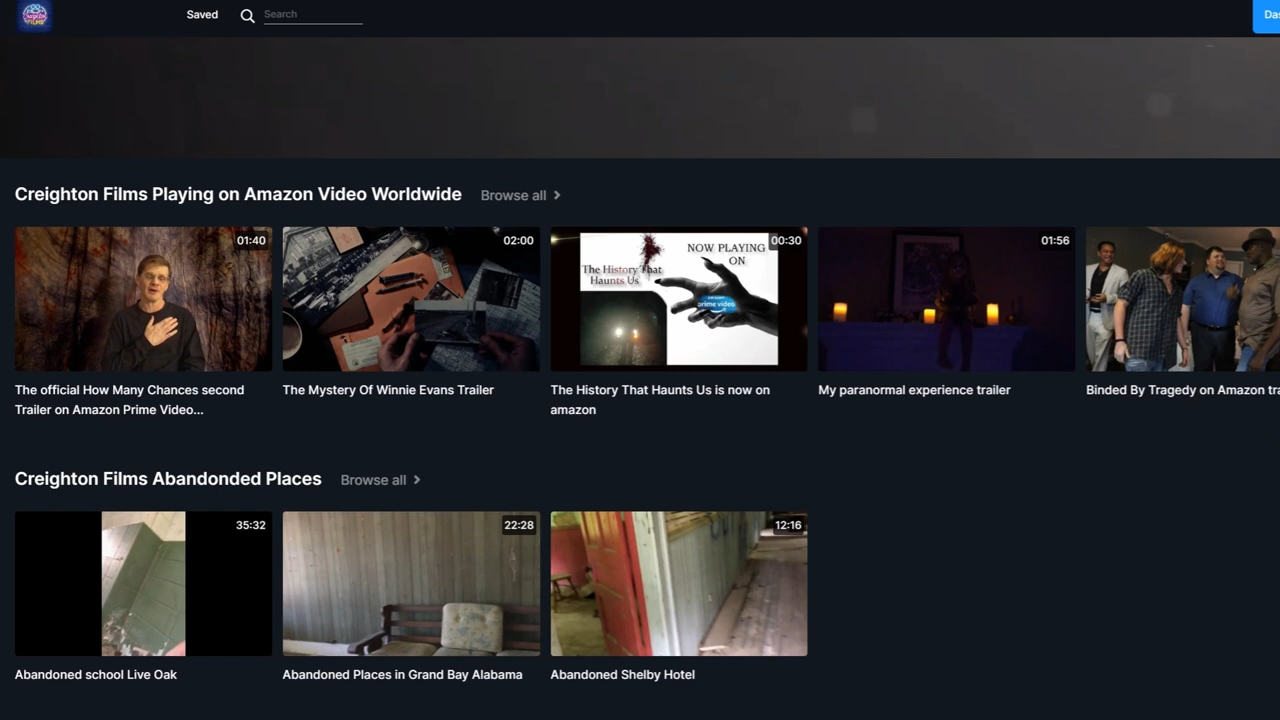 Saved
Search
Das
Creighton Films Playing on Amazon Video Worldwide
Browse all
01:40
02:00
00:30
01:56
NOW PLAYING
ON
The History That
Haunts Us
prime video
The official How Many Chances second
Trailer on Amazon Prime Video...
The Mystery Of Winnie Evans Trailer
The History That Haunts Us is now on
amazon
My paranormal experience trailer
Binded By Tragedy on Amazon tra
Creighton Films Abandonded Places
Browse all
35:32
22:28
12:16
Abandoned school Live Oak
Abandoned Places in Grand Bay Alabama
Abandoned Shelby Hotel